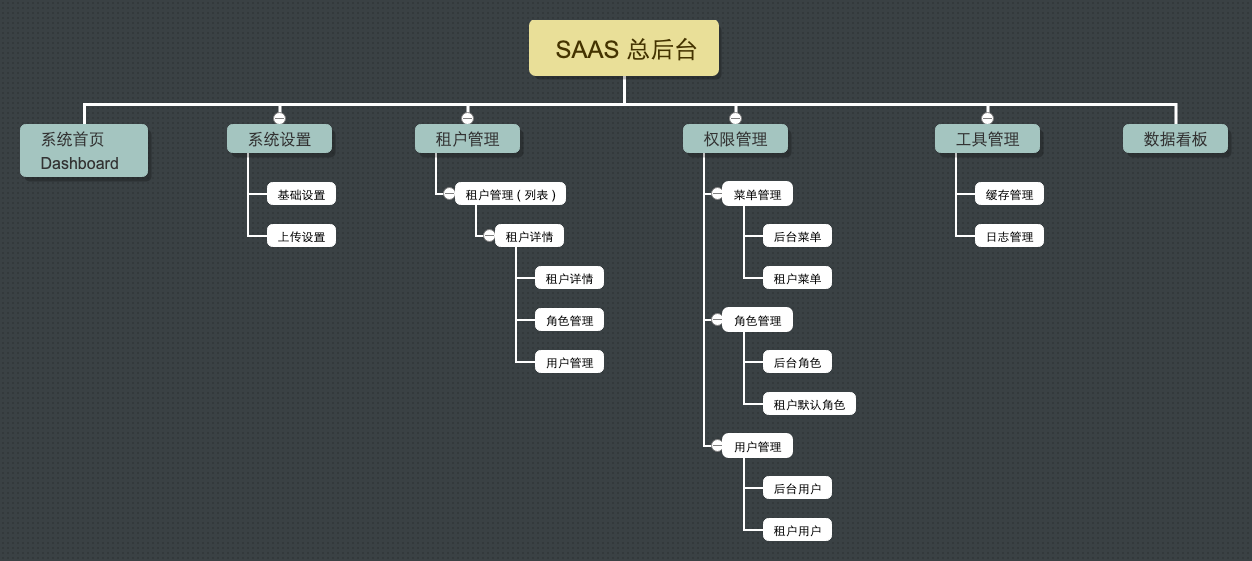 SAAS 总后台
系统首页
Dashboard
系统设置
基础设置
上传设置
租户管理
租户管理 ( 列表 )
租户详情
租户详情
角色管理
用户管理
权限管理
菜单管理
后台菜单
租户菜单
角色管理
后台角色
租户默认角色
用户管理
后台用户
租户用户
工具管理
缓存管理
日志管理
数据看板